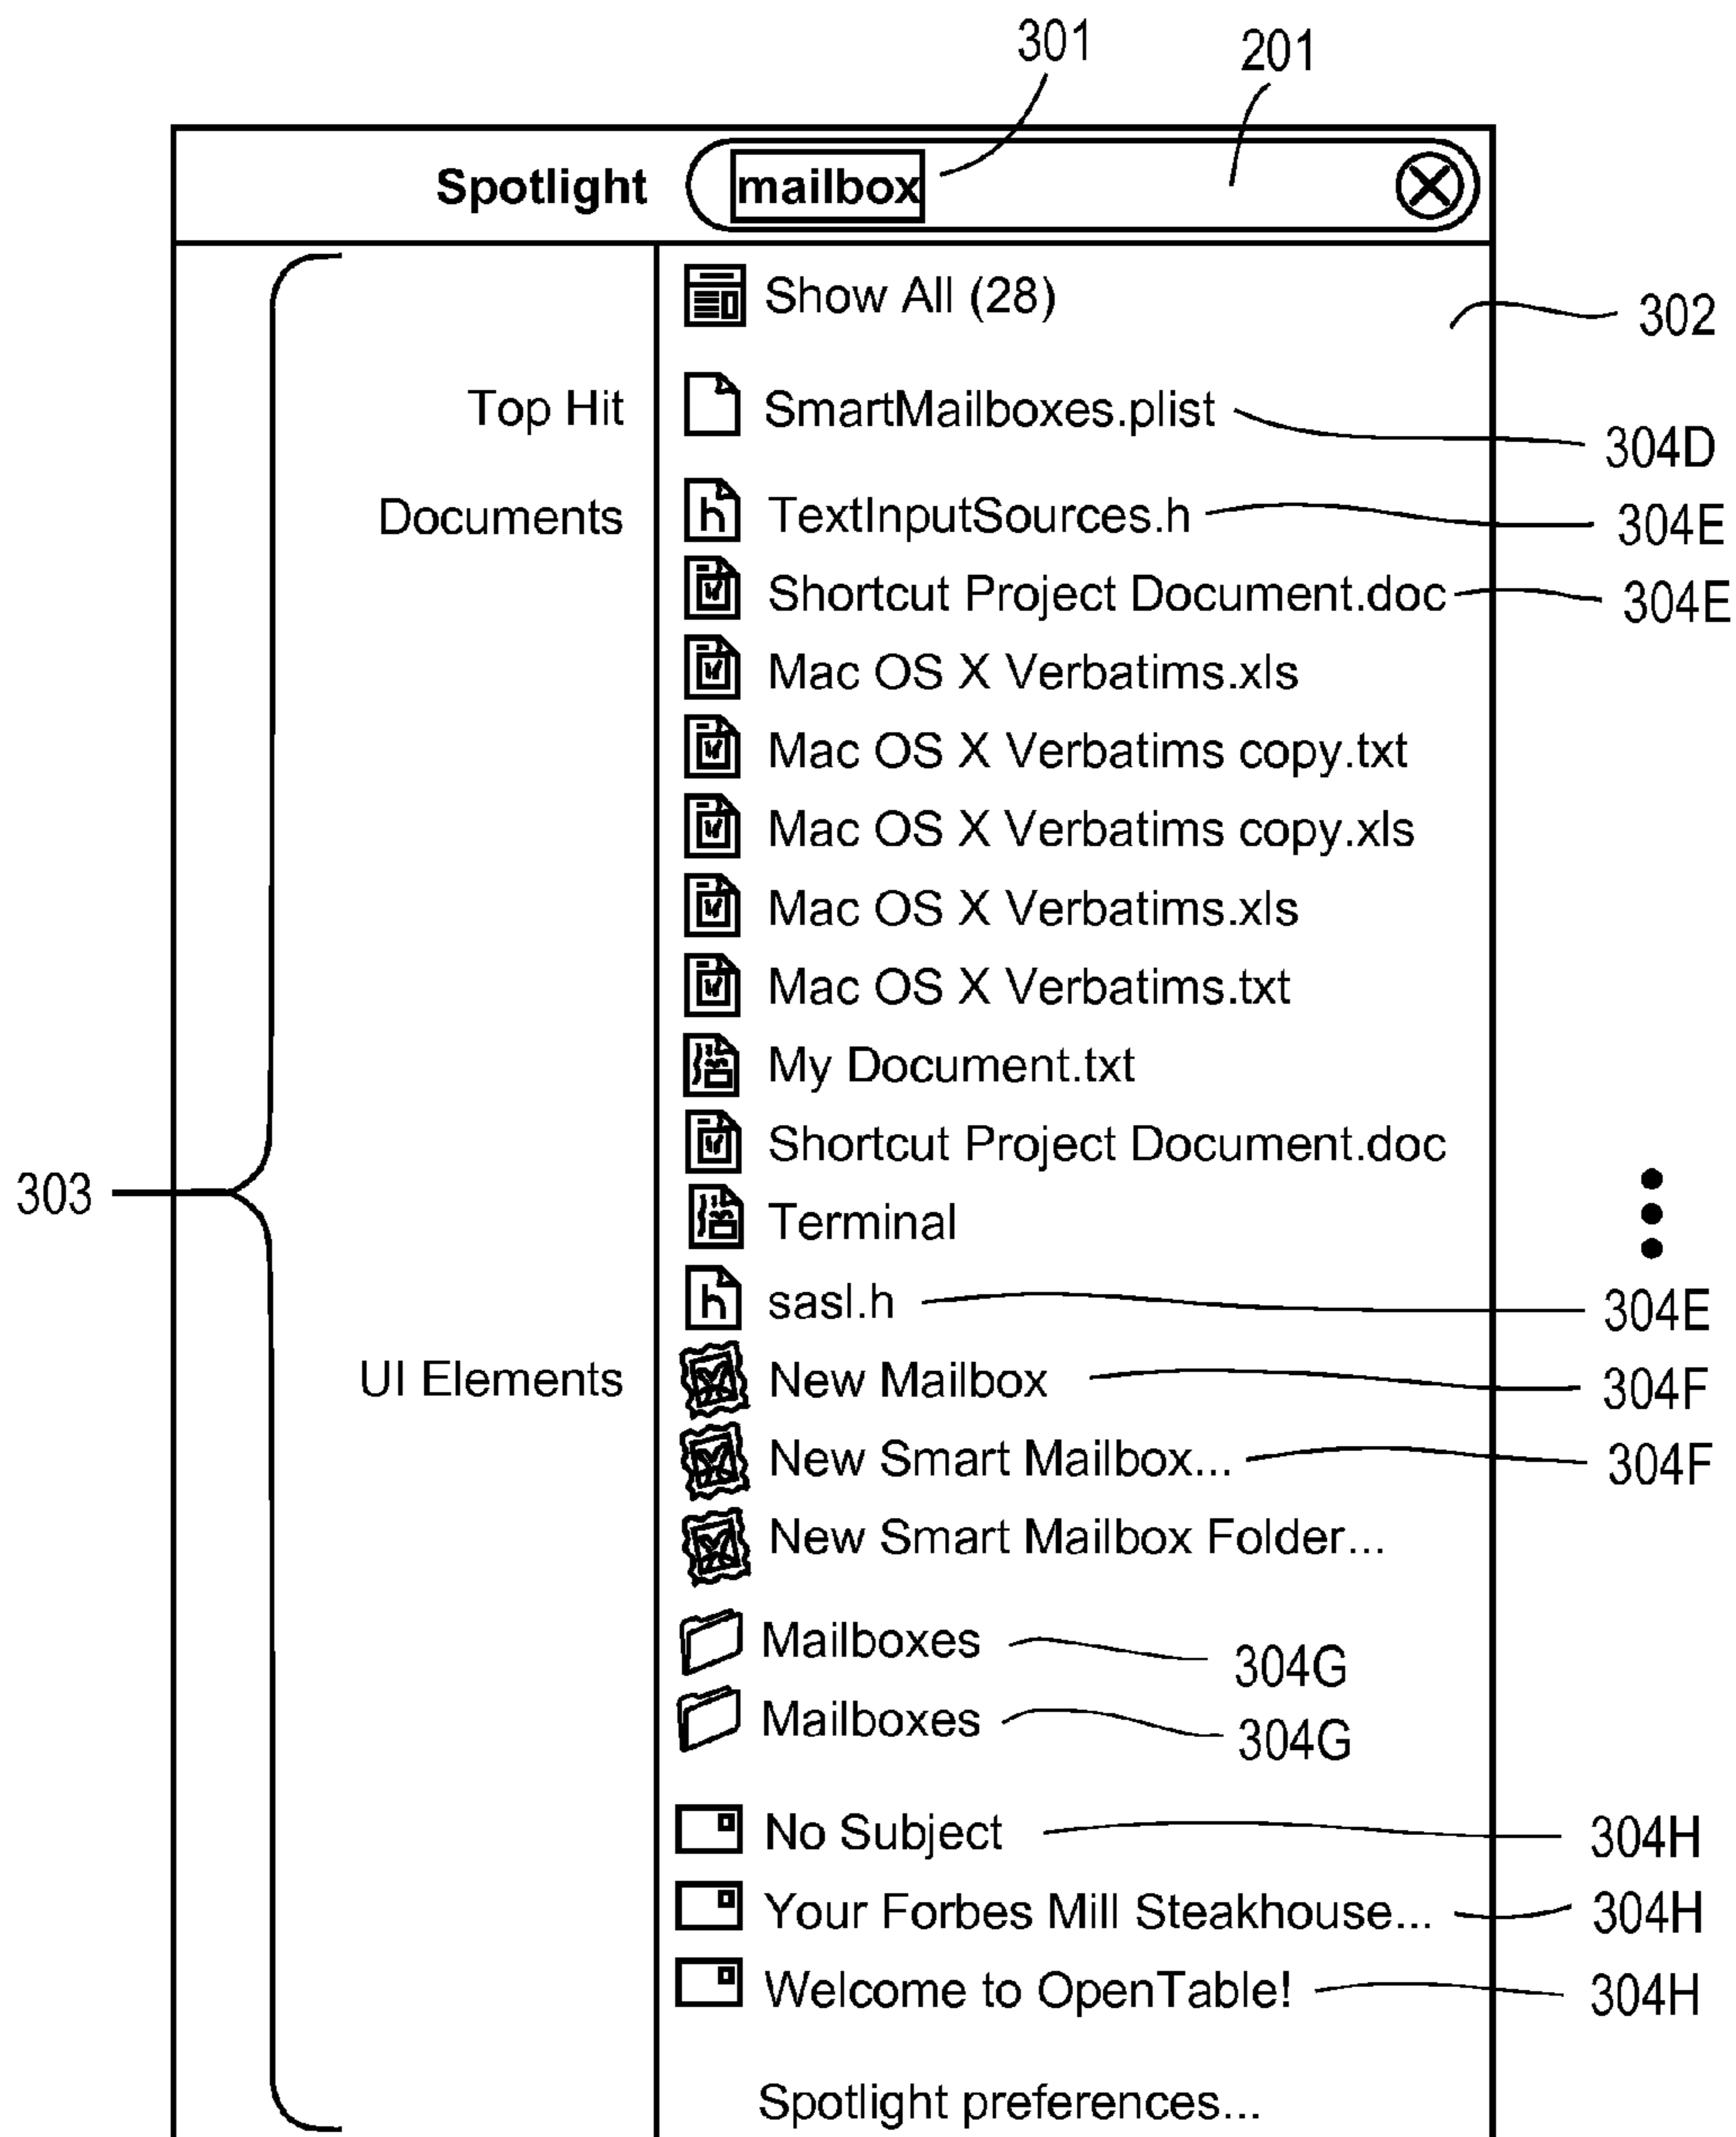 301
201
Spotlight mailbox
Show All (28)
302
Top Hit SmartMailboxes.plist
304D
Documents h TextInputSources.h
304E
Shortcut Project Document.doc 304E
Mac OS X Verbatims.xls
Mac OS X Verbatims copy.txt
Mac OS X Verbatims copy.xls
Mac OS X Verbatims.xls
Mac OS X Verbatims.txt
My Document.txt
Shortcut Project Document.doc
303
Terminal
h sasl.h 304E
UI Elements New Mailbox 304F
New Smart Mailbox... 304F
New Smart Mailbox Folder...
Mailboxes 304G
Mailboxes 304G
No Subject 304H
Your Forbes Mill Steakhouse... 304H
Welcome to OpenTable! 304H
Spotlight preferences...